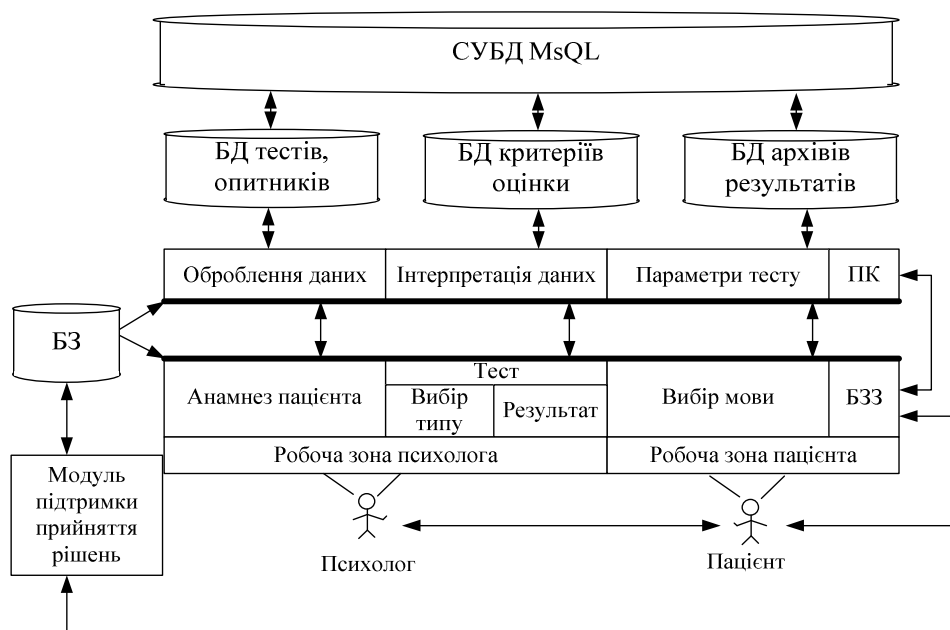 СУБД MsQL
БД тестів,
опитників
БД критеріїв
оцінки
БД архівів
результатів
Оброблення даних
Інтерпретація даних
Параметри тесту
ПК
БЗ
Тест
Анамнез пацієнта
Вибір
типу
Результат
Вибір мови
БЗЗ
Робоча зона психолога
Робоча зона пацієнта
Модуль
підтримки
прийняття
рішень
Психолог
Пацієнт